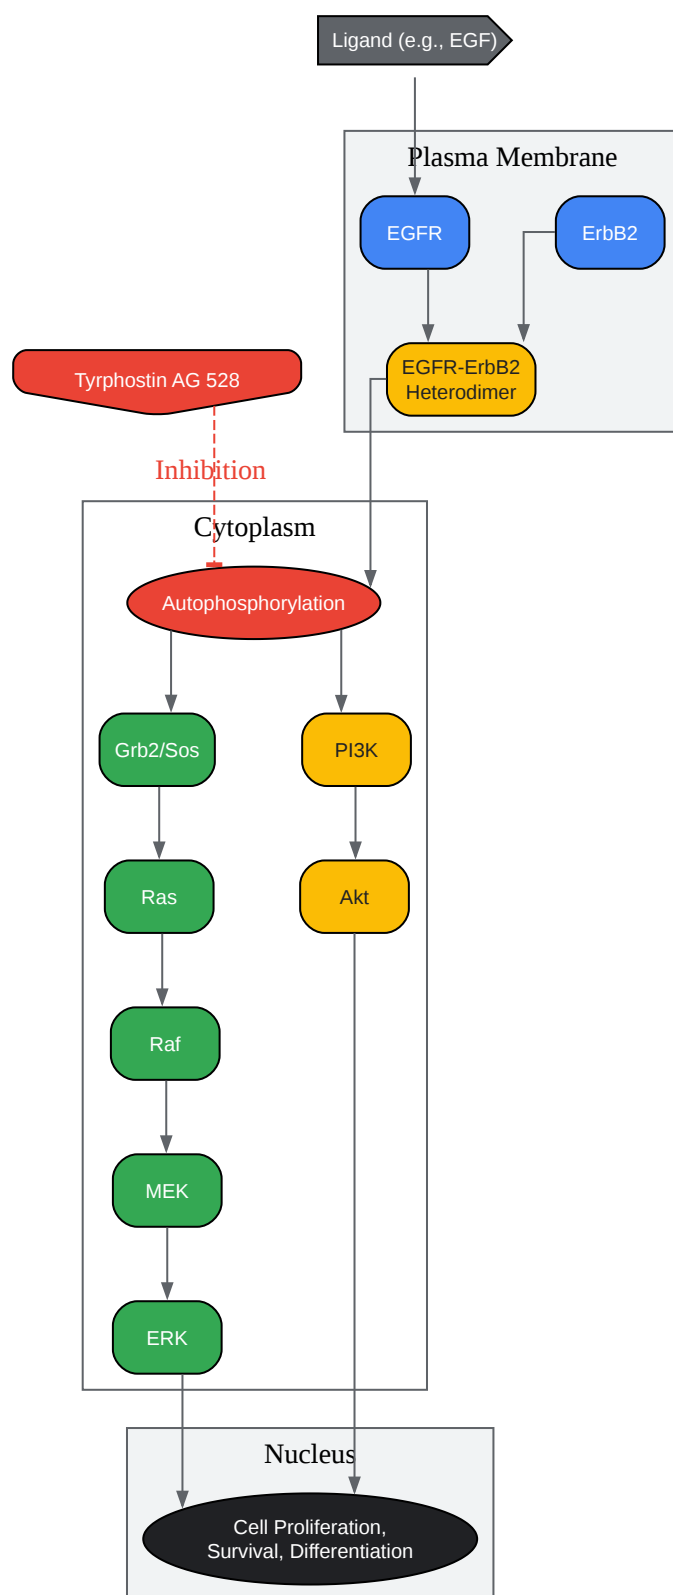 Ligand (e.g., EGF)
Plasma Membrane
EGFR
ErbB2
EGFR-ErbB2
Heterodimer
Tyrphostin AG 528
Inhibition
Cytoplasm
Autophosphorylation
Grb2/Sos
PI3K
Ras
Akt
Raf
MEK
ERK
Nucleus
Cell Proliferation,
Survival, Differentiation